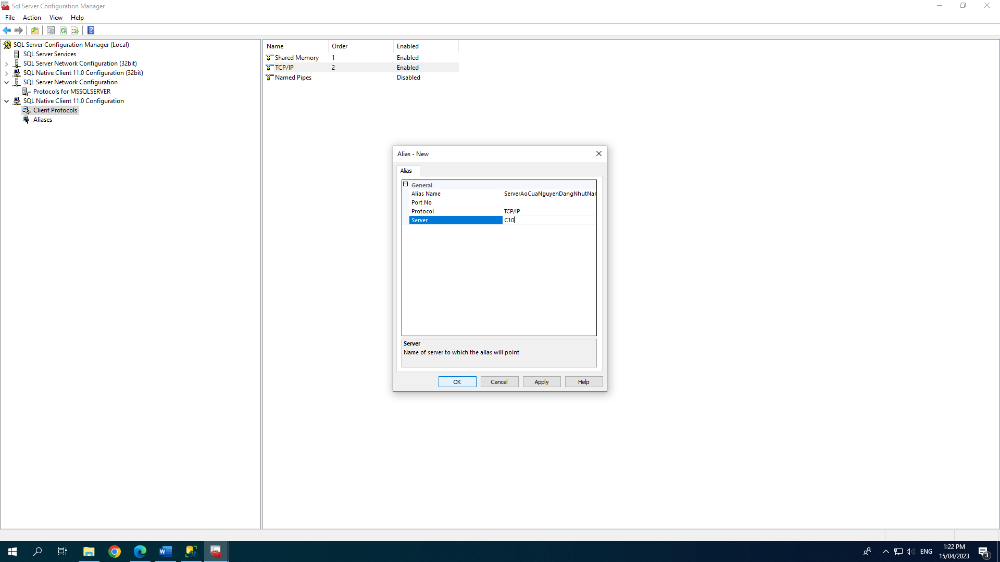 Sql Server Configuration Manager
File Action View Help
SQL Server Configuration Manager (Local)
SQL Server Services
SQL Server Network Configuration (32bit)
SQL Native Client 11.0 Configuration (32bit)
SQL Server Network Configuration
Protocols for MSSQLSERVER
SQL Native Client 11.0 Configuration
Client Protocols
Aliases
Name Order Enabled
Shared Memory 1 Enabled
TCP/IP 2 Enabled
Named Pipes Disabled
Alias - New
Alias
General
Alias Name ServerAoCuaNguyenDangNhutNar
Port No
Protocol TCP/IP
Server C10
Server
Name of server to which the alias will point
OK Cancel Apply Help
ENG
1:22 PM
15/04/2023
3